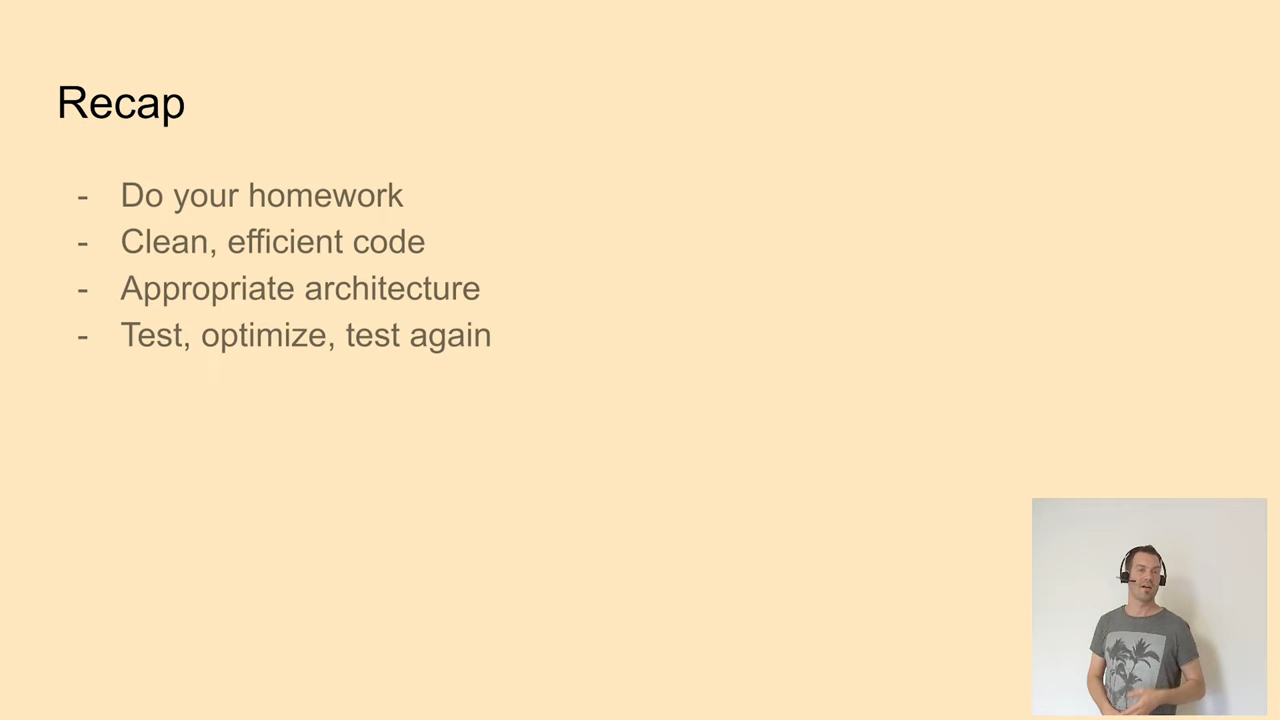 Recap
- Do your homework
- Clean, efficient code
- Appropriate architecture
- Test, optimize, test again